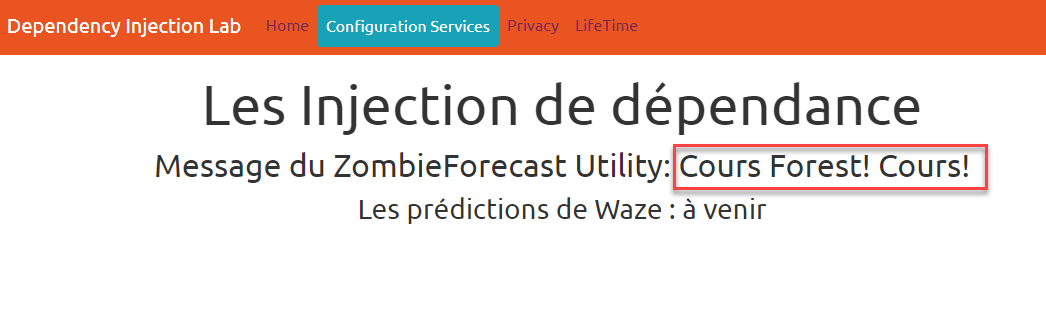 Dependency Injection Lab Home Configuration Services Privacy LifeTime
Les Injection de dépendance
Message du ZombieForecast Utility: Cours Forest! Cours!
Les prédictions de Waze : à venir